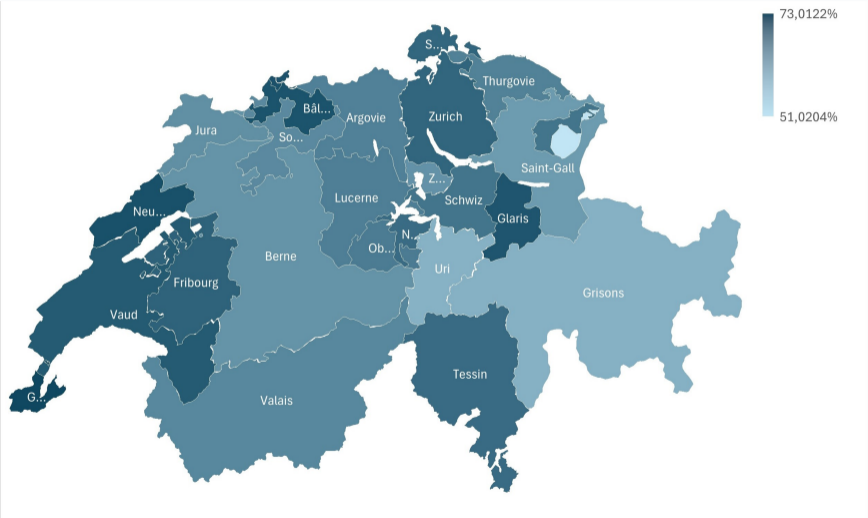 73,0122%
51,0204%
S...
Thurgovie
Bâl...
Argovie
Zurich
Jura
So...
Saint-Gall
Z...
Lucerne
Schwiz
Neu...
Glaris
N...
Ob...
Berne
Uri
Fribourg
Grisons
Vaud
Tessin
G...
Valais